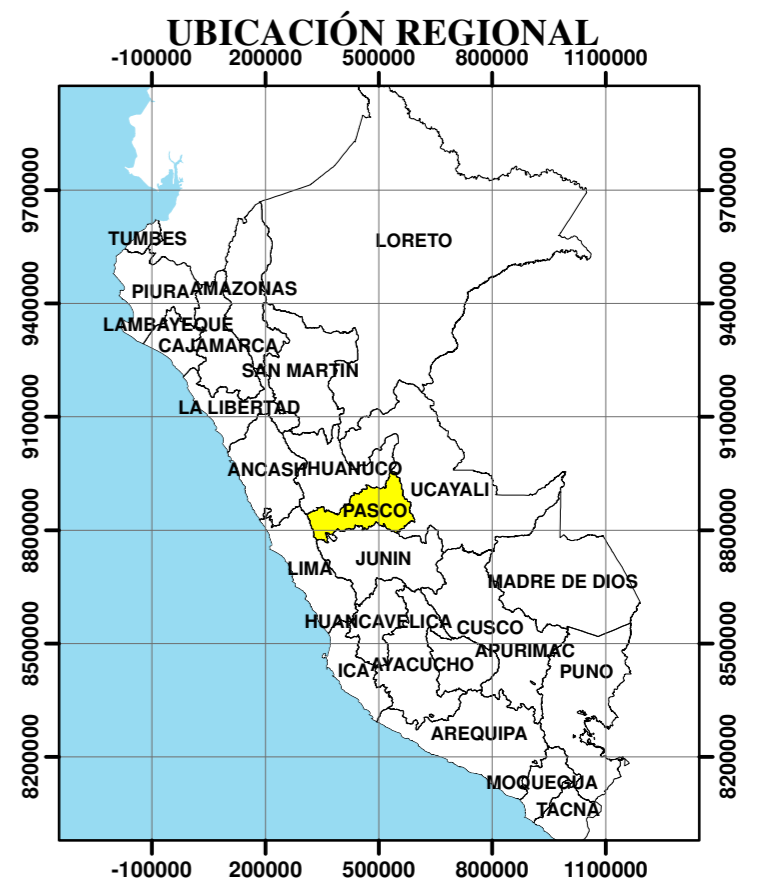 UBICACIÓN REGIONAL
-100000 200000 500000 800000 1100000
9700000 9700000
TUMBES
LORETO
PIURA AMAZONAS
9400000 9400000
LAMBAYEQUE
CAJAMARCA
SAN MARTIN
LA LIBERTAD
9100000 9100000
ANCASH HUANUCO
UCAYALI
PASCO
8800000 8800000
JUNIN
LIMA
MADRE DE DIOS
HUANCAVELICA
CUSCO
8500000 8500000
APURIMAC
AYACUCHO
ICA
PUNO
AREQUIPA
8200000 8200000
MOQUEGUA
TACNA
-100000 200000 500000 800000 1100000